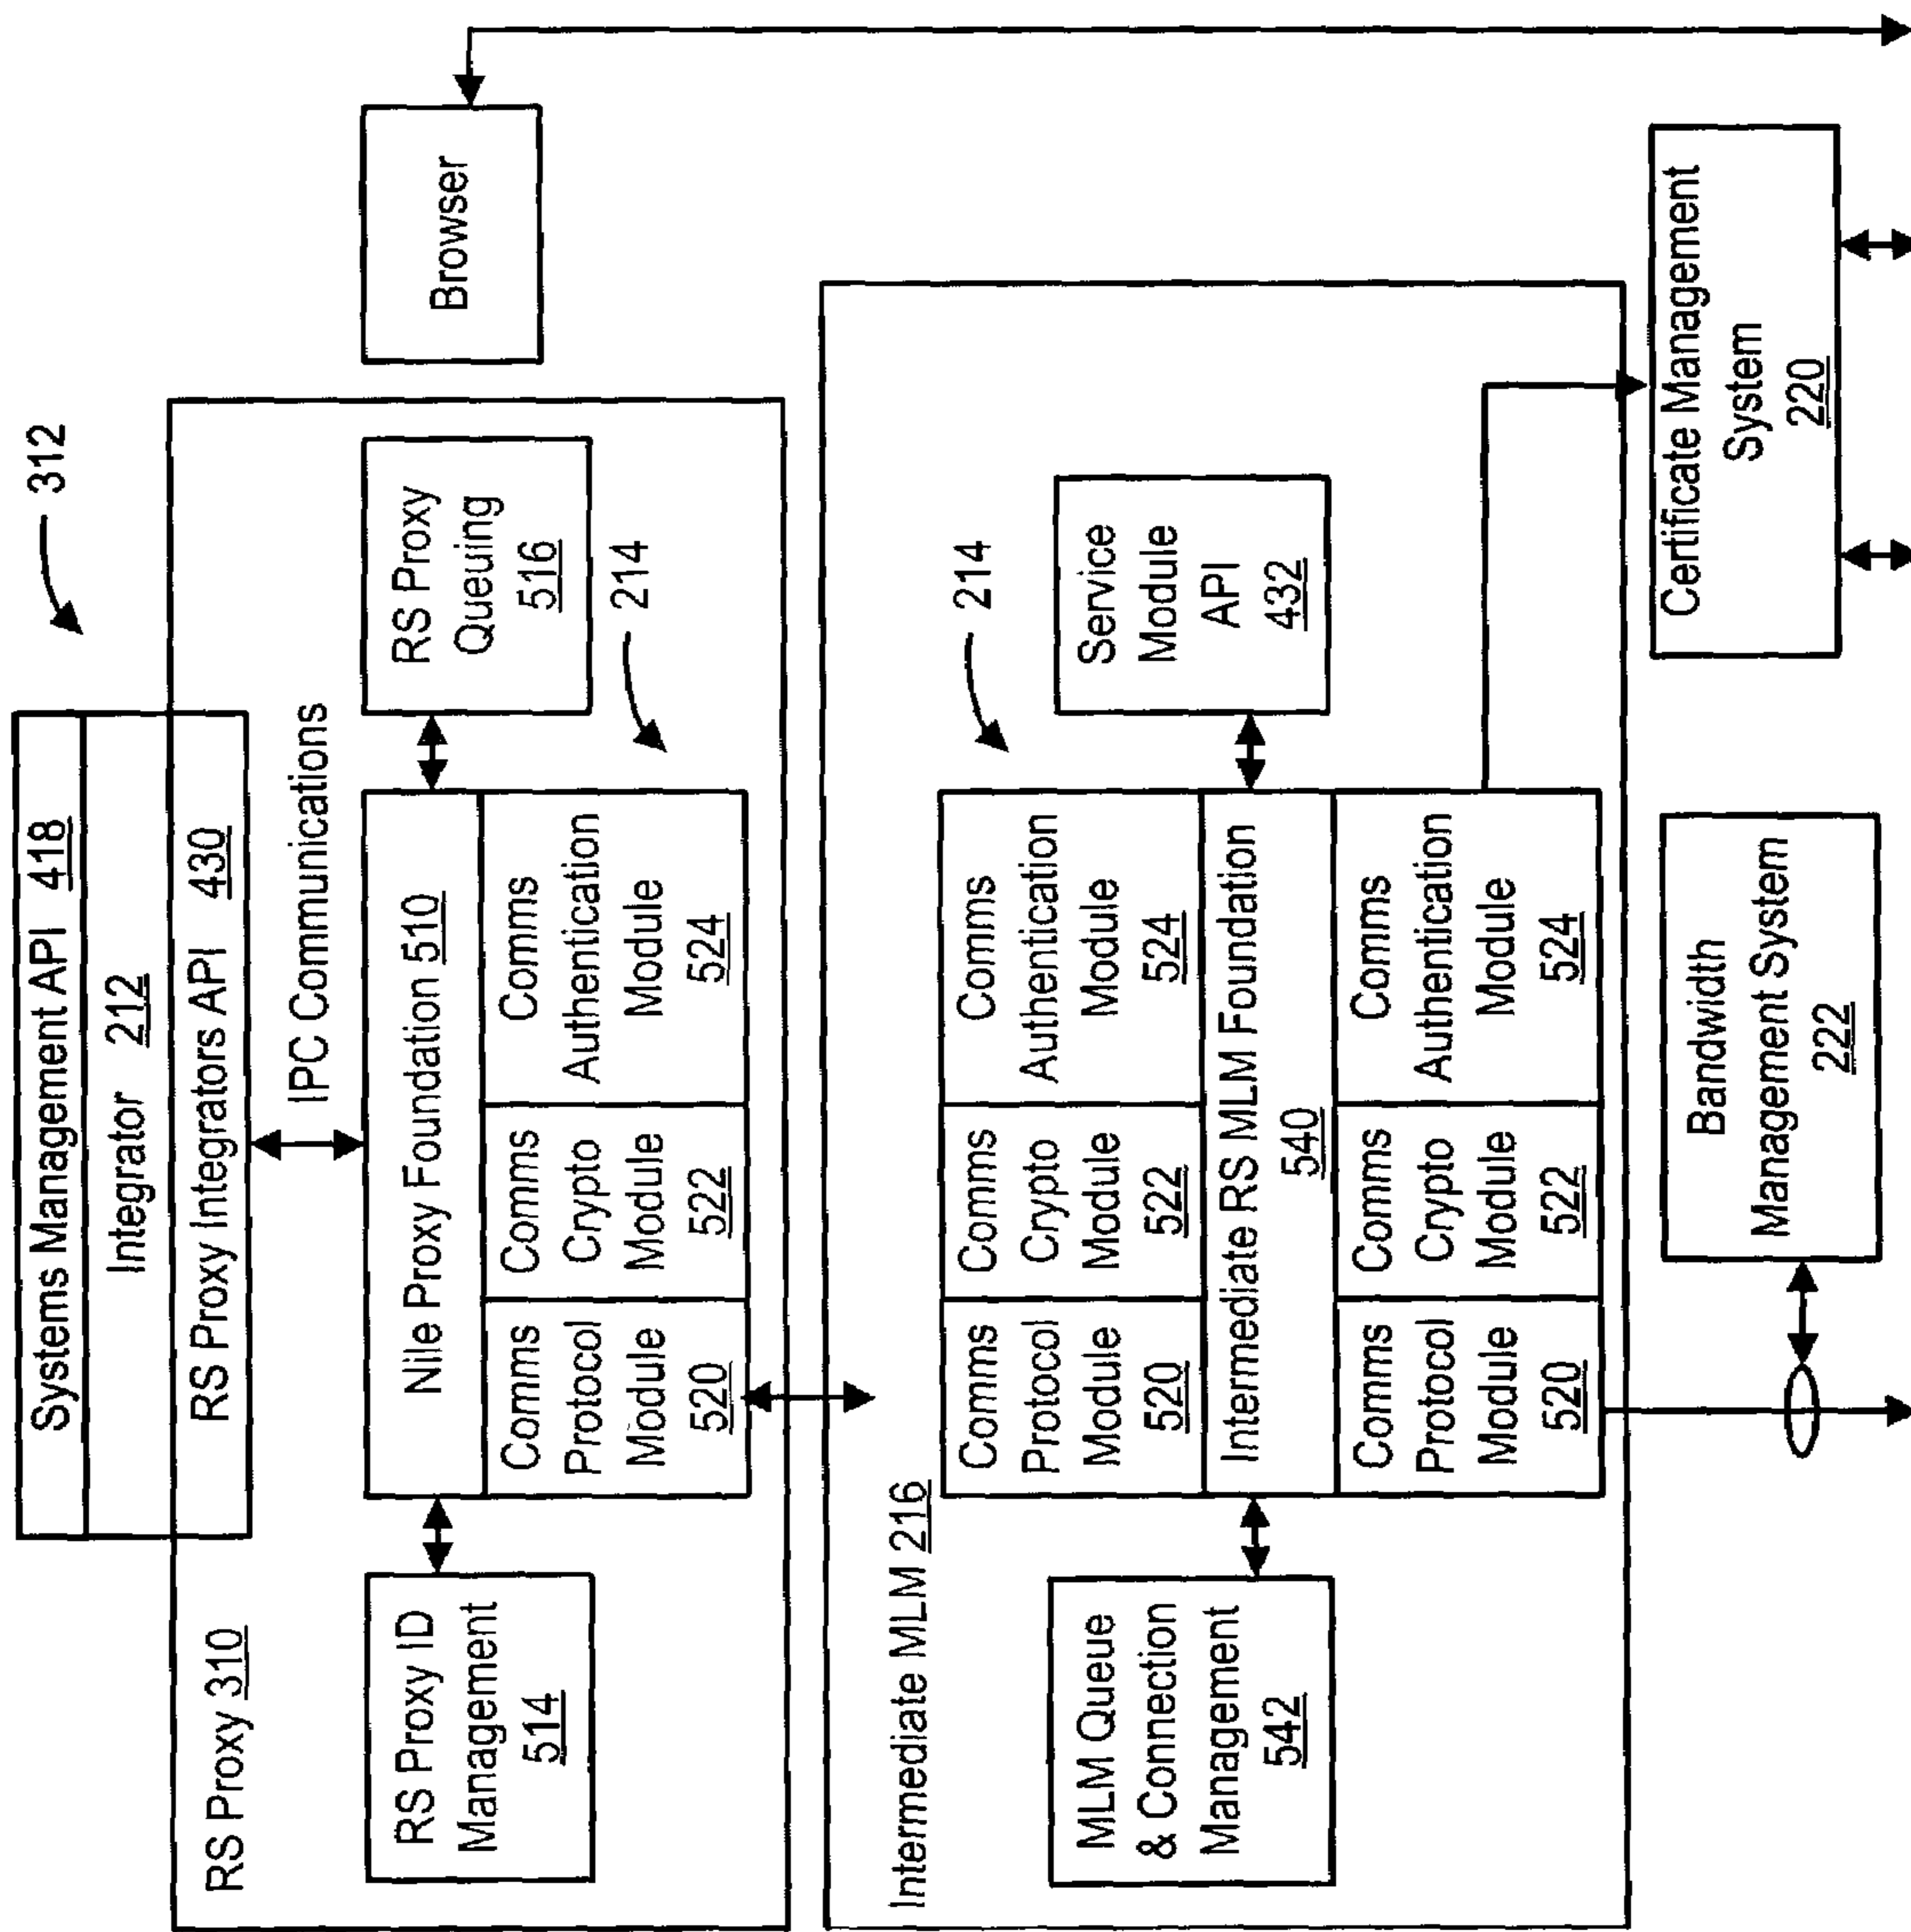 312
Systems Management API 418
Integrator 212
RS Proxy Integrators API 430
RS Proxy 310
IPC Communications
Browser
RS Proxy ID
Management
514
Nile Proxy Foundation 510
Comms
Protocol
Module
520
Comms
Crypto
Module
522
Comms
Authentication
Module
524
RS Proxy
Queuing
516
214
Intermediate MLM 216
MLM Queue
& Connection
Management
542
Comms
Protocol
Module
520
Comms
Crypto
Module
522
Comms
Authentication
Module
524
Intermediate RS MLM Foundation
540
Comms
Protocol
Module
520
Comms
Crypto
Module
522
Comms
Authentication
Module
524
214
Service
Module
API
432
Bandwidth
Management System
222
Certificate Management
System
220